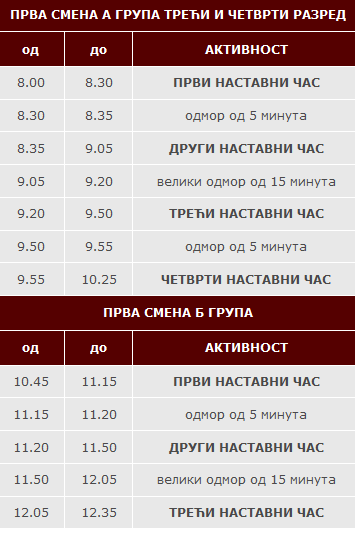 ПРВА СМЕНА А ГРУПА ТРЕЋИ И ЧЕТВРТИ РАЗРЕД
од до АКТИВНОСТ
8.00 8.30 ПРВИ НАСТАВНИ ЧАС
8.30 8.35 одмор од 5 минута
8.35 9.05 ДРУГИ НАСТАВНИ ЧАС
9.05 9.20 велики одмор од 15 минута
9.20 9.50 ТРЕЋИ НАСТАВНИ ЧАС
9.50 9.55 одмор од 5 минута
9.55 10.25 ЧЕТВРТИ НАСТАВНИ ЧАС
ПРВА СМЕНА Б ГРУПА
од до АКТИВНОСТ
10.45 11.15 ПРВИ НАСТАВНИ ЧАС
11.15 11.20 одмор од 5 минута
11.20 11.50 ДРУГИ НАСТАВНИ ЧАС
11.50 12.05 велики одмор од 15 минута
12.05 12.35 ТРЕЋИ НАСТАВНИ ЧАС